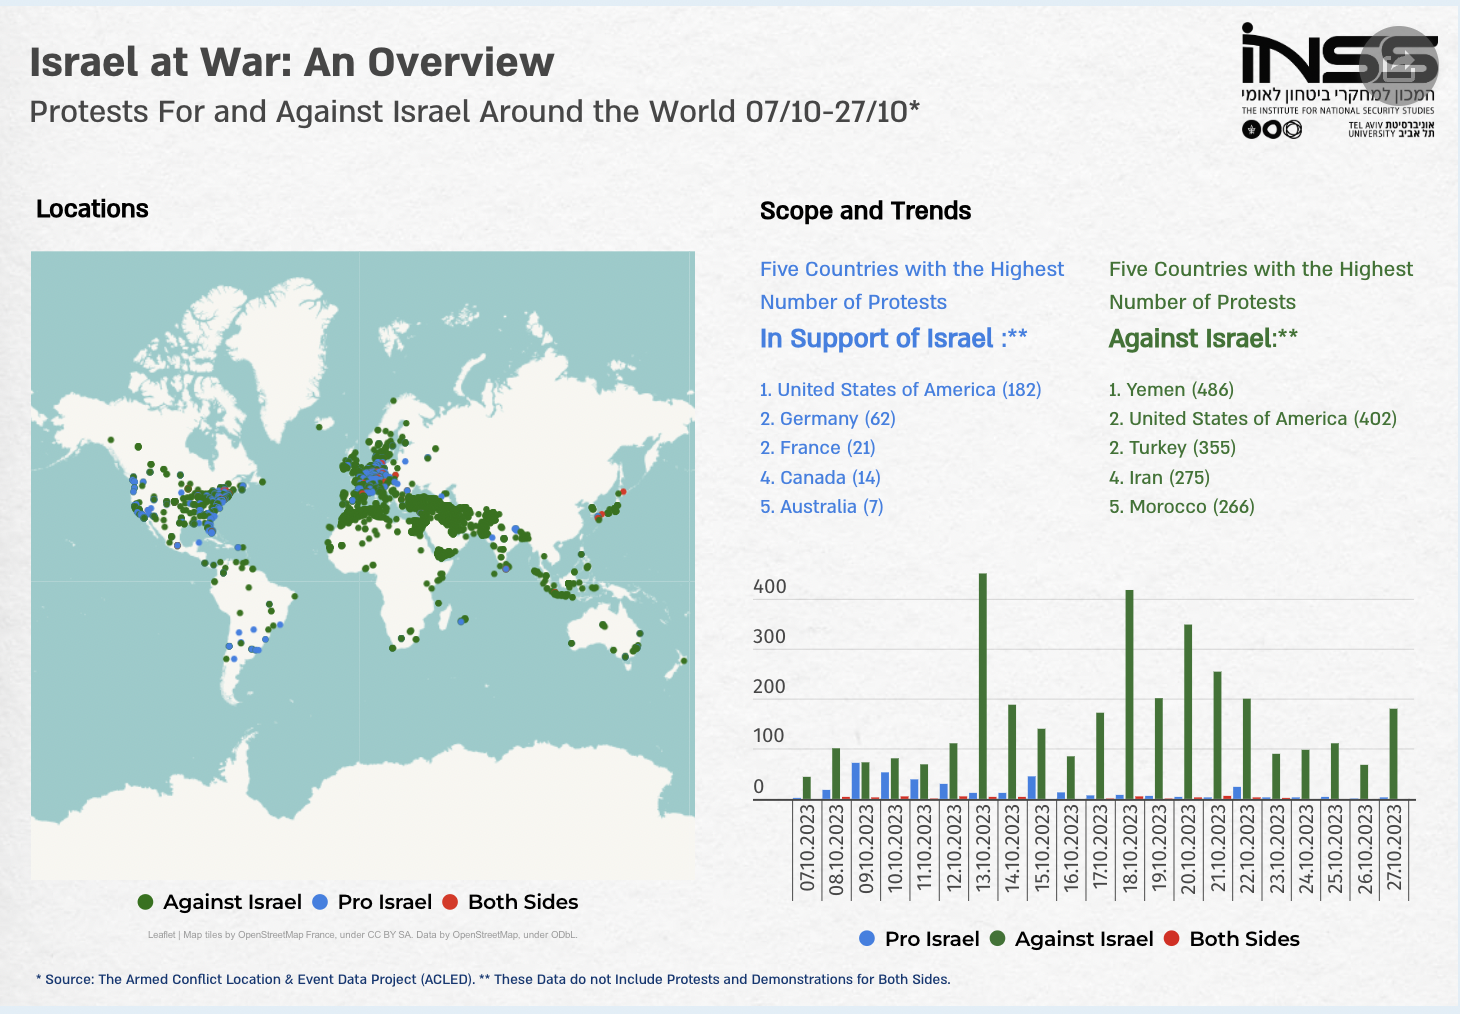 Israel at War: An Overview
Protests For and Against Israel Around the World 07/10-27/10*
iNSS
המכון למחקרי ביטחון לאומי
THE INSTITUTE FOR NATIONAL SECURITY STUDIES
TEL AVIV אוניברסיטת
UNIVERSITY תל אביב
Locations
Against Israel Pro Israel Both Sides
Leaflet | Map tiles by OpenStreetMap France, under CC BY SA. Data by OpenStreetMap, under ODbL.
Scope and Trends
Five Countries with the Highest
Number of Protests
In Support of Israel :**
1. United States of America (182)
2. Germany (62)
2. France (21)
4. Canada (14)
5. Australia (7)
Five Countries with the Highest
Number of Protests
Against Israel:**
1. Yemen (486)
2. United States of America (402)
2. Turkey (355)
4. Iran (275)
5. Morocco (266)
400
300
200
100
0
07.10.2023
08.10.2023
09.10.2023
10.10.2023
11.10.2023
12.10.2023
13.10.2023
14.10.2023
15.10.2023
16.10.2023
17.10.2023
18.10.2023
19.10.2023
20.10.2023
21.10.2023
22.10.2023
23.10.2023
24.10.2023
25.10.2023
26.10.2023
27.10.2023
Pro Israel Against Israel Both Sides
* Source: The Armed Conflict Location & Event Data Project (ACLED). ** These Data do not Include Protests and Demonstrations for Both Sides.